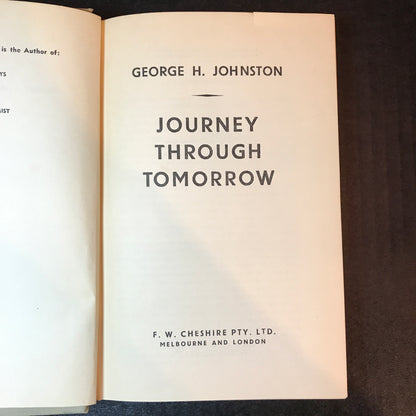 is the Author of:
GEORGE H. JOHNSTON
JOURNEY
THROUGH
TOMORROW
F. W. CHESHIRE PTY. LTD.
MELBOURNE AND LONDON